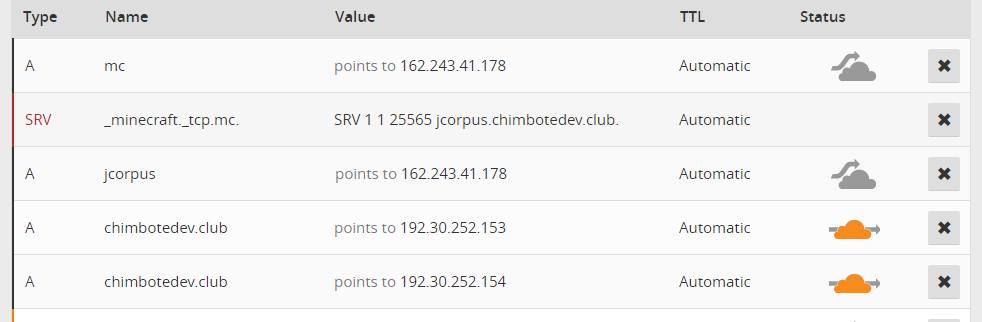 Type Name Value TTL Status
A mc points to 162.243.41.178 Automatic
SRV _minecraft._tcp.mc. SRV 1 1 25565 jcorpus.chimbotedev.club. Automatic
A jcorpus points to 162.243.41.178 Automatic
A chimbotedev.club points to 192.30.252.153 Automatic
A chimbotedev.club points to 192.30.252.154 Automatic